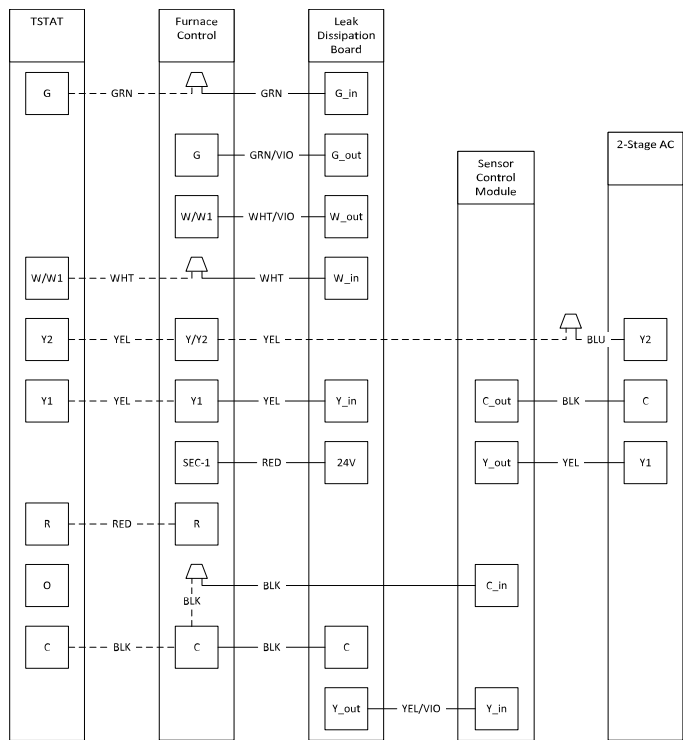 TSTAT
Furnace
Control
Leak
Dissipation
Board
Sensor
Control
Module
2-Stage AC
G GRN GRN G_in
G GRN/VIO G_out
W/W1 WHT/VIO W_out
W/W1 WHT WHT W_in
Y2 YEL Y/Y2 YEL BLU Y2
Y1 YEL Y1 YEL Y_in C_out BLK C
SEC-1 RED 24V Y_out YEL Y1
R RED R
O BLK BLK C_in
C BLK C BLK C
Y_out YEL/VIO Y_in